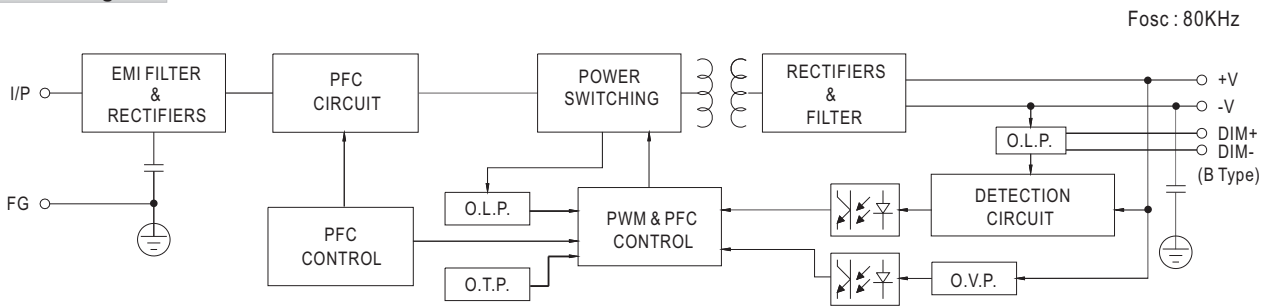 Fosc : 80KHz
I/P
EMI FILTER
&
RECTIFIERS
PFC
CIRCUIT
POWER
SWITCHING
RECTIFIERS
&
FILTER
+V
-V
O.L.P.
DIM+
DIM-
(B Type)
FG
O.L.P.
PFC
CONTROL
PWM & PFC
CONTROL
DETECTION
CIRCUIT
O.T.P.
O.V.P.